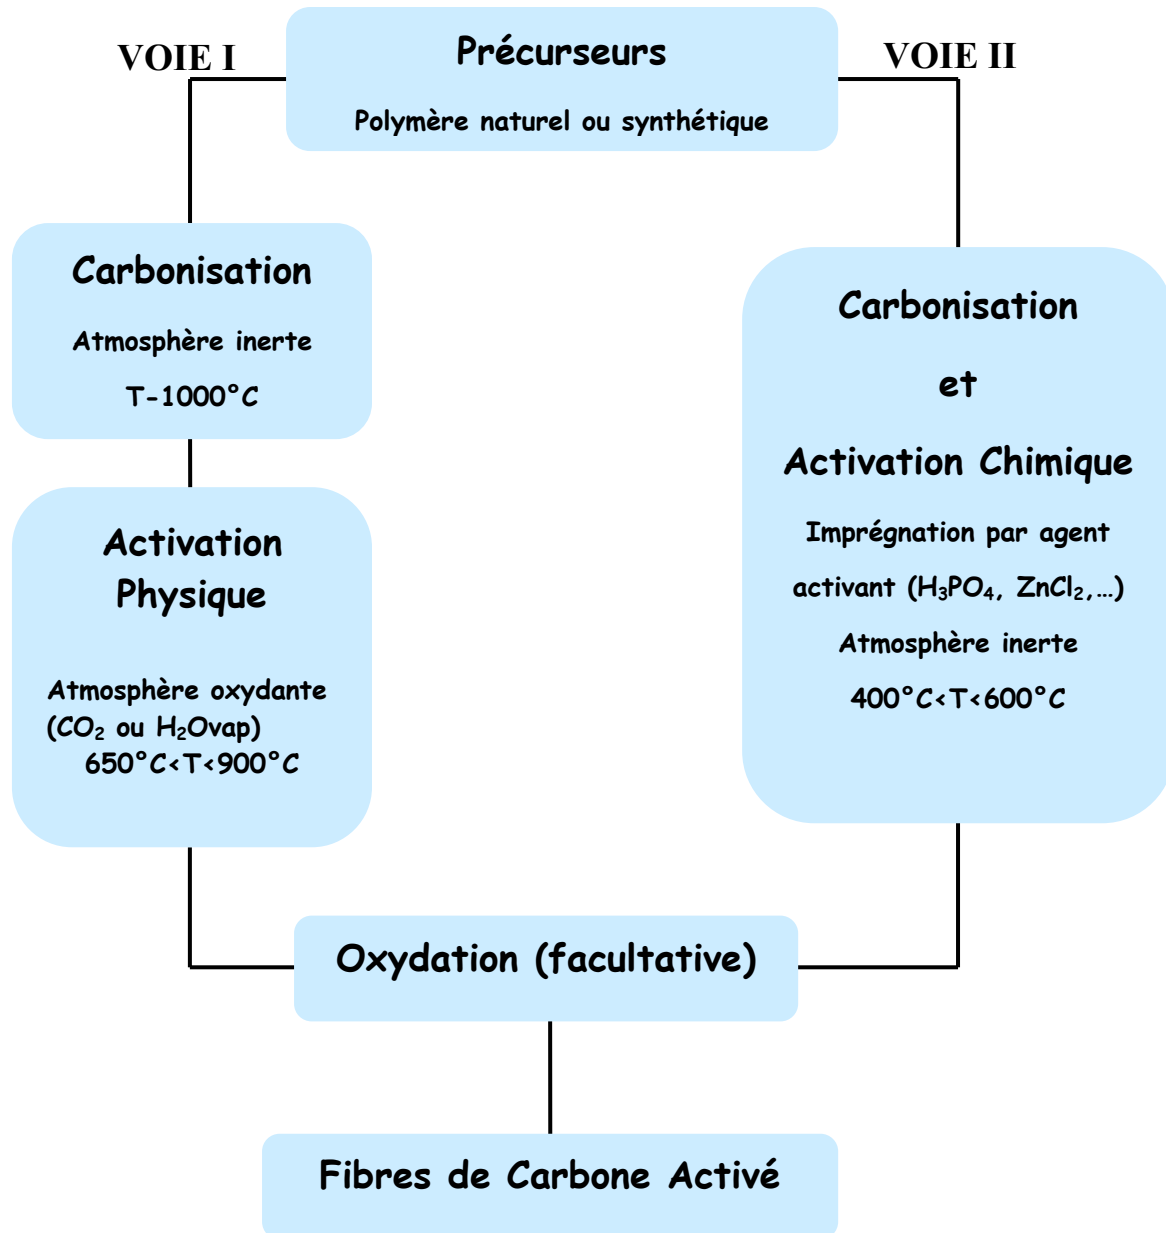 VOIE I
Précurseurs
VOIE II
Polymère naturel ou synthétique
Carbonisation
Atmosphère inerte
T-1000°C
Activation
Physique
Atmosphère oxydante
(CO₂ ou H₂Ovap)
650°C<T<900°C
Carbonisation
et
Activation Chimique
Imprégnation par agent
activant (H₃PO₄, ZnCl₂,…)
Atmosphère inerte
400°C<T<600°C
Oxydation (facultative)
Fibres de Carbone Activé